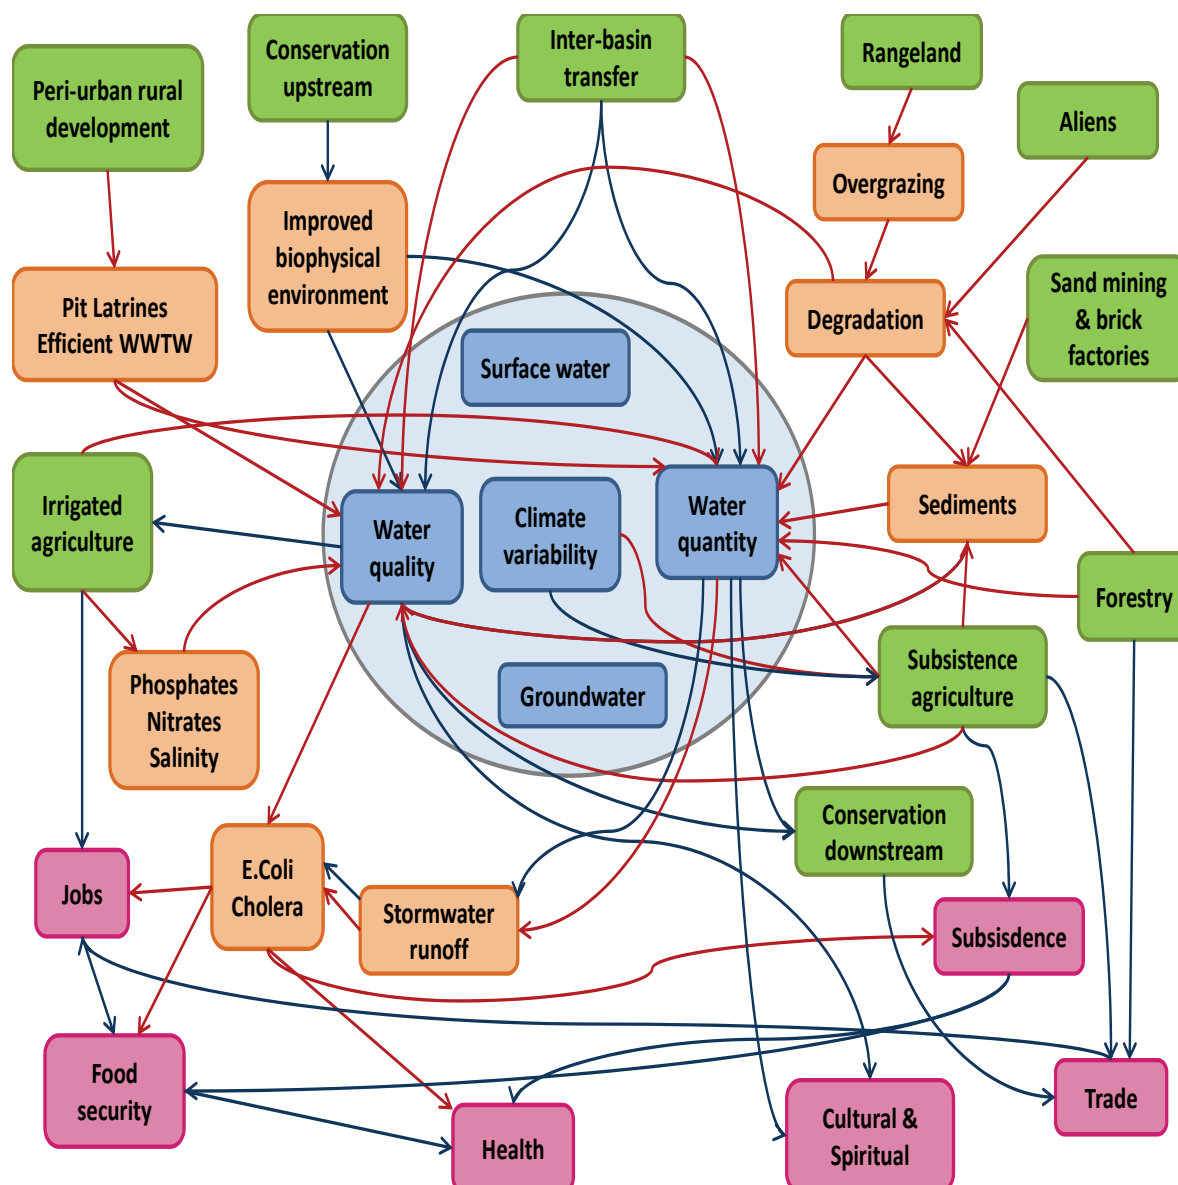 Peri-urban rural
development
Conservation
upstream
Inter-basin
transfer
Rangeland
Aliens
Overgrazing
Improved
biophysical
environment
Pit Latrines
Efficient WWTW
Degradation
Sand mining
& brick
factories
Surface water
Irrigated
agriculture
Water
quality
Climate
variability
Water
quantity
Sediments
Forestry
Phosphates
Nitrates
Salinity
Groundwater
Subsistence
agriculture
Conservation
downstream
Jobs
E.Coli
Cholera
Stormwater
runoff
Subsisdence
Food
security
Health
Cultural &
Spiritual
Trade